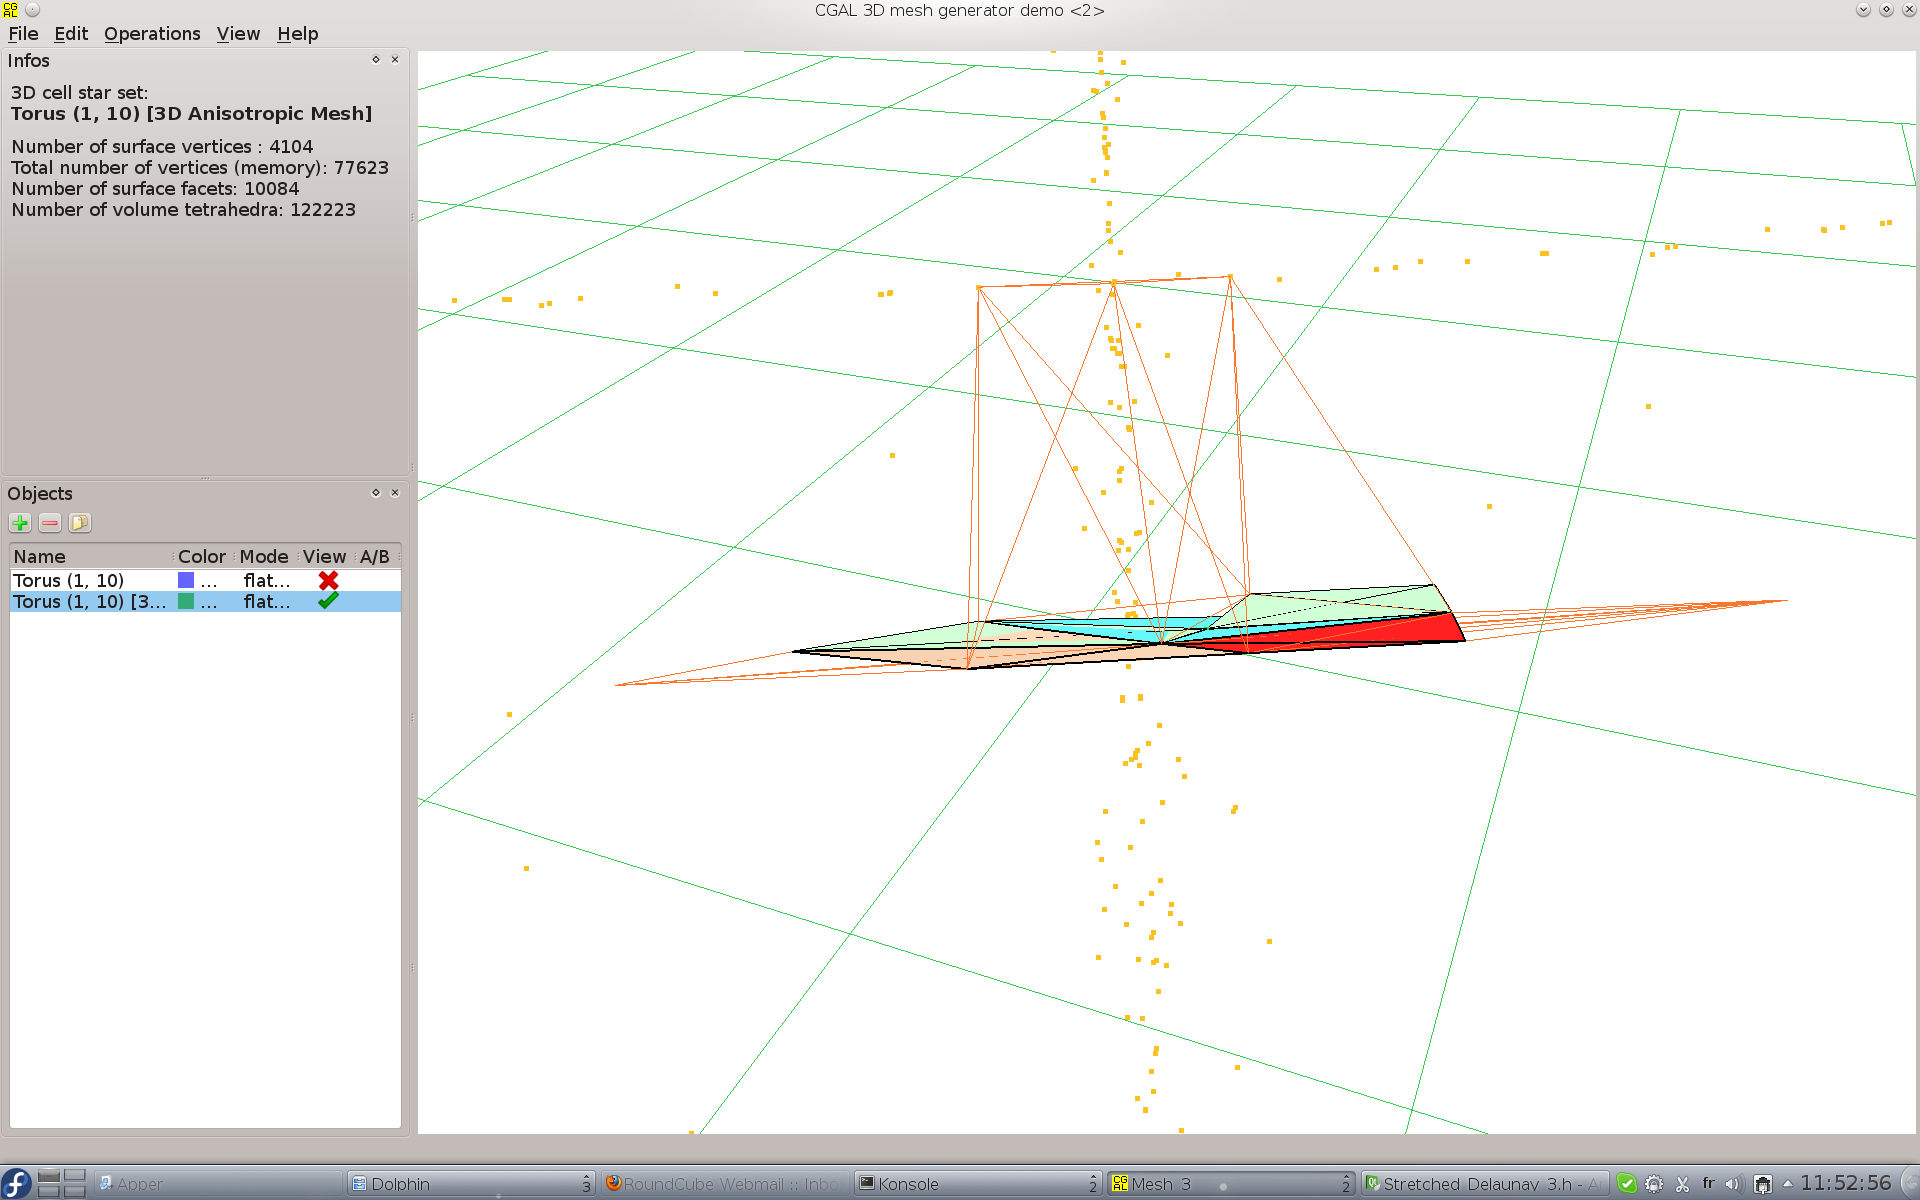 CGAL 3D mesh generator demo <2>
File Edit Operations View Help
Infos
3D cell star set:
Torus (1, 10) [3D Anisotropic Mesh]
Number of surface vertices : 4104
Total number of vertices (memory): 77623
Number of surface facets: 10084
Number of volume tetrahedra: 122223
Objects
Name Color Mode View A/B
Torus (1, 10) ... flat...
Torus (1, 10) [3... ... flat...
Apper
Dolphin 3
RoundCube Webmail :: Inbo
Konsole 2
CG AL Mesh_3 2
Stretched_Delaunay_3.h - A
fr
11:52:56